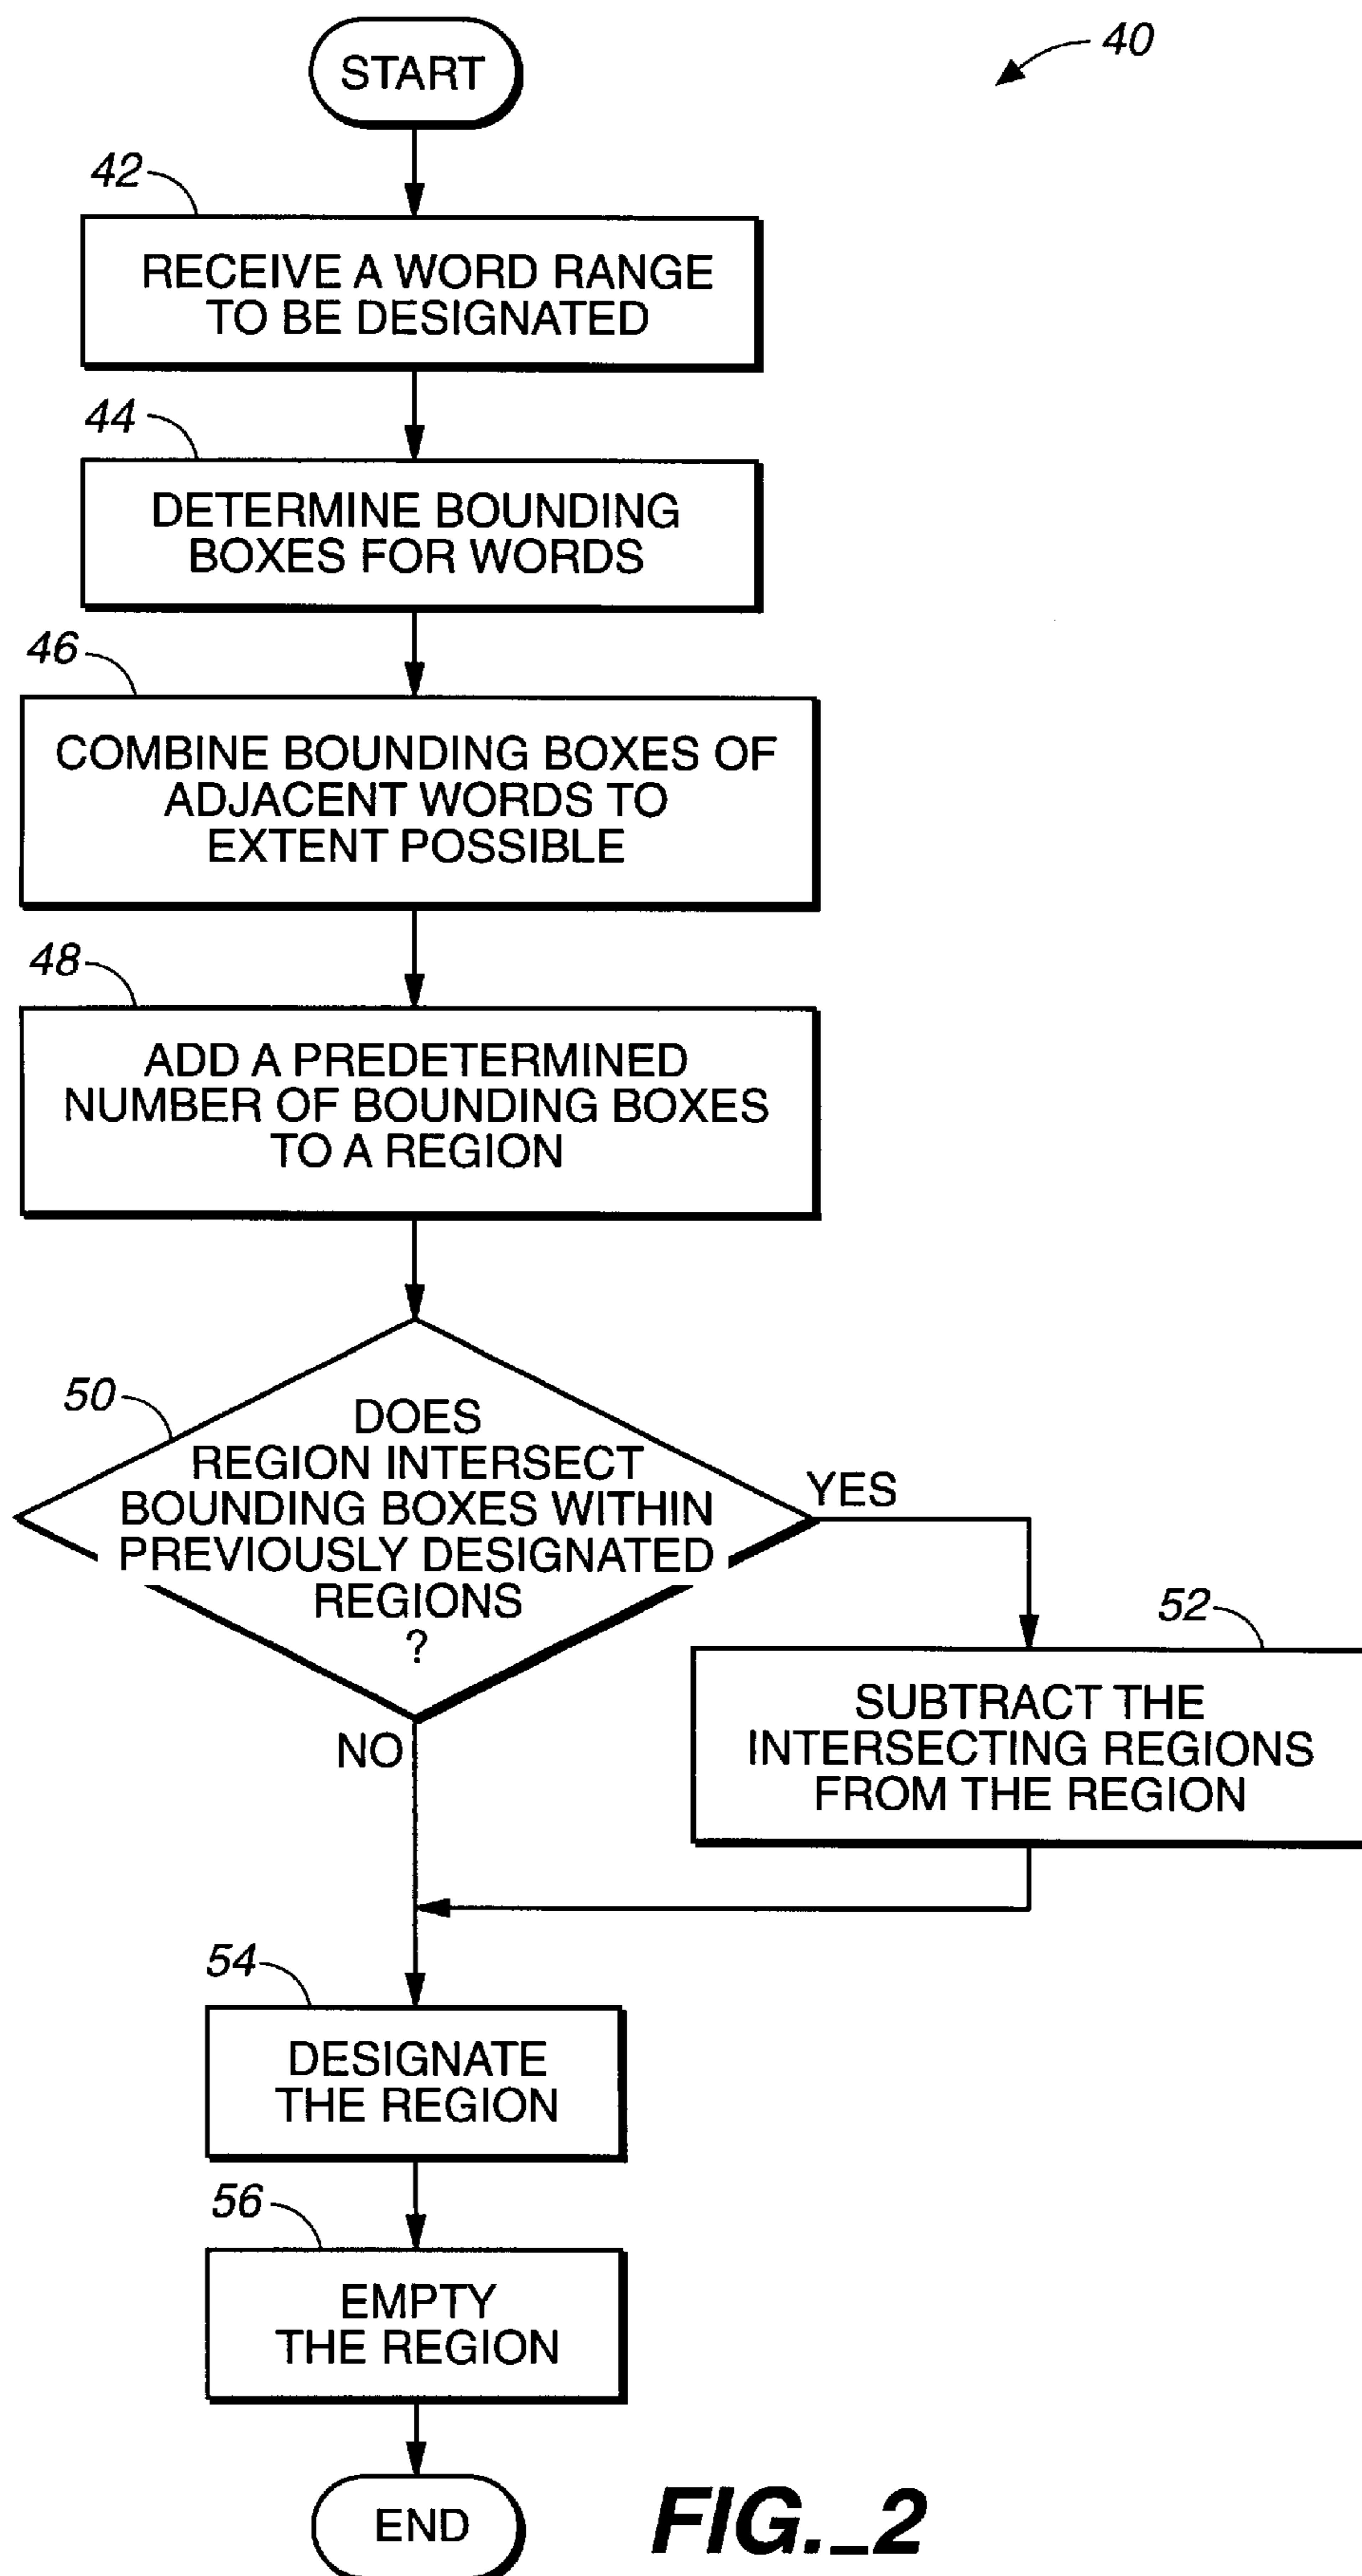 START
40
42
RECEIVE A WORD RANGE
TO BE DESIGNATED
44
DETERMINE BOUNDING
BOXES FOR WORDS
46
COMBINE BOUNDING BOXES OF
ADJACENT WORDS TO
EXTENT POSSIBLE
48
ADD A PREDETERMINED
NUMBER OF BOUNDING BOXES
TO A REGION
50
DOES
REGION INTERSECT
BOUNDING BOXES WITHIN
PREVIOUSLY DESIGNATED
REGIONS
?
YES
52
SUBTRACT THE
INTERSECTING REGIONS
FROM THE REGION
NO
54
DESIGNATE
THE REGION
56
EMPTY
THE REGION
END
FIG._2